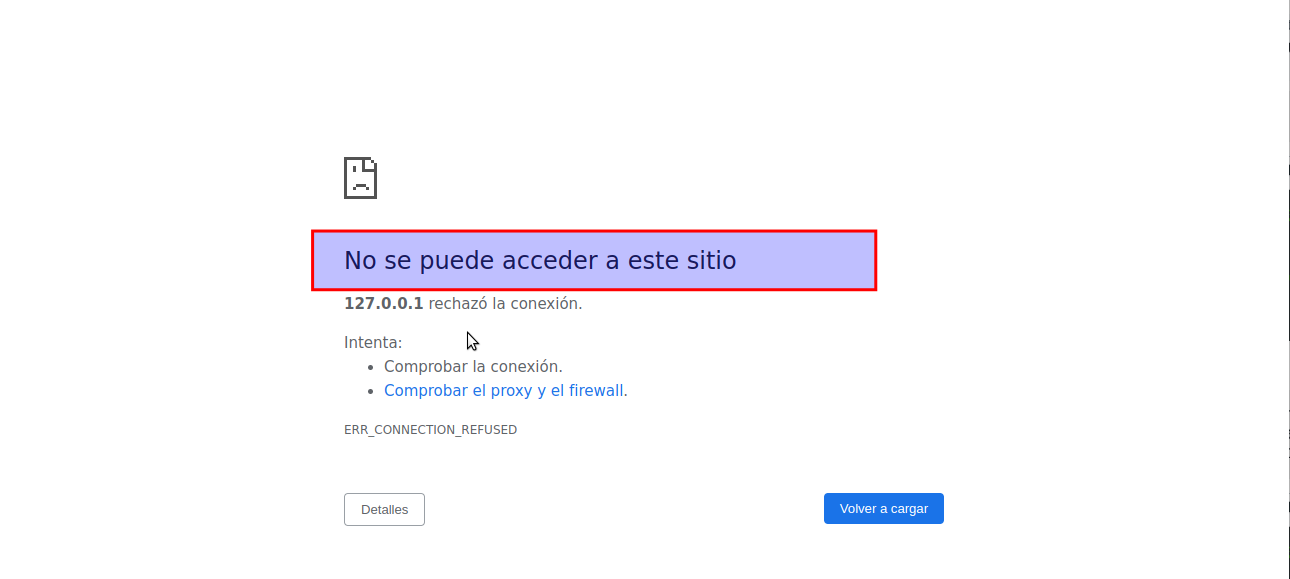 No se puede acceder a este sitio
127.0.0.1 rechazó la conexión.
Intenta:
Comprobar la conexión.
Comprobar el proxy y el firewall.
ERR_CONNECTION_REFUSED
Detalles
Volver a cargar